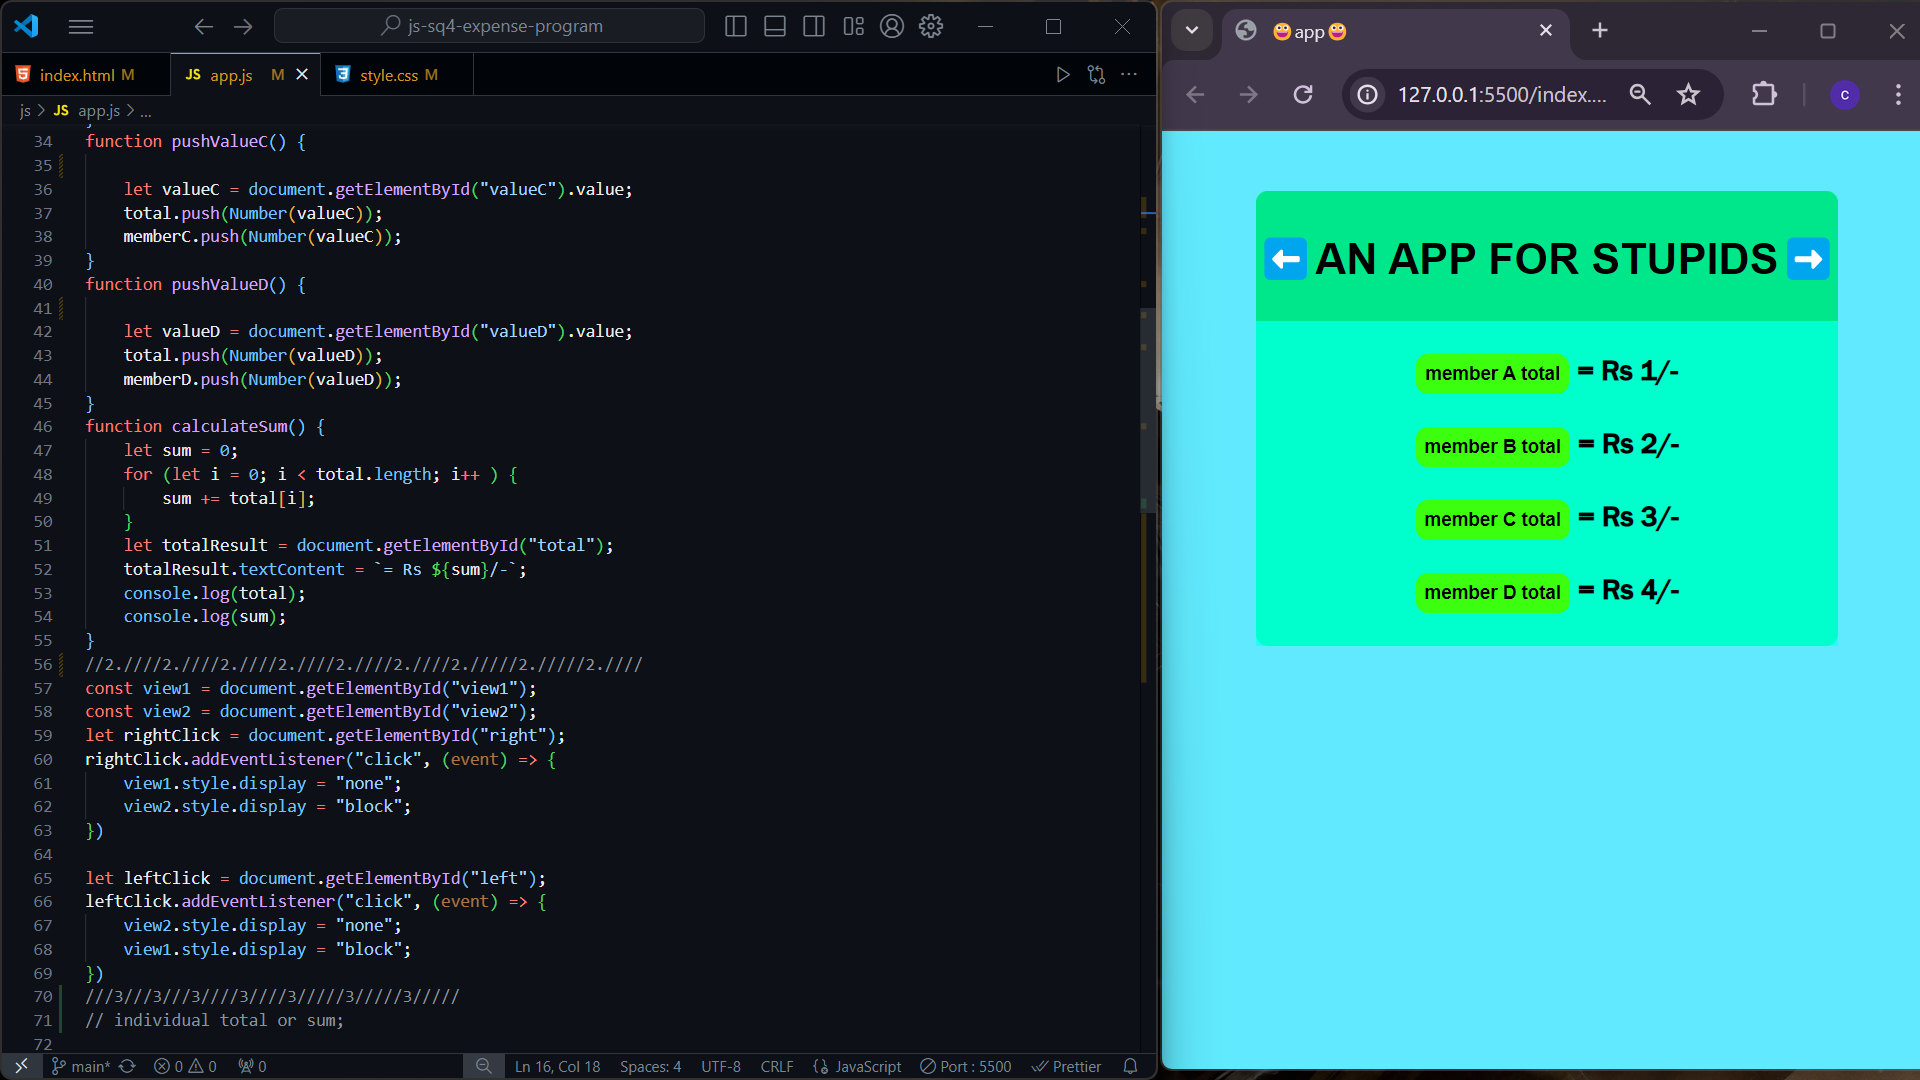 js-sq4-expense-program
index.html M
JS app.js M
style.css M
js > JS app.js > ...
34 function pushValueC() {
35
36 let valueC = document.getElementById("valueC").value;
37 total.push(Number(valueC));
38 memberC.push(Number(valueC));
39 }
40 function pushValueD() {
41
42 let valueD = document.getElementById("valueD").value;
43 total.push(Number(valueD));
44 memberD.push(Number(valueD));
45 }
46 function calculateSum() {
47 let sum = 0;
48 for (let i = 0; i < total.length; i++ ) {
49 sum += total[i];
50 }
51 let totalResult = document.getElementById("total");
52 totalResult.textContent = `= Rs ${sum}/-`;
53 console.log(total);
54 console.log(sum);
55 }
56 //2.////2.////2.////2.////2.////2.////2./////2./////2.////
57 const view1 = document.getElementById("view1");
58 const view2 = document.getElementById("view2");
59 let rightClick = document.getElementById("right");
60 rightClick.addEventListener("click", (event) => {
61 view1.style.display = "none";
62 view2.style.display = "block";
63 })
64
65 let leftClick = document.getElementById("left");
66 leftClick.addEventListener("click", (event) => {
67 view2.style.display = "none";
68 view1.style.display = "block";
69 })
70 ///3///3///3////3////3/////3/////3/////
71 // individual total or sum;
72
main* 0 0 0 Ln 16, Col 18 Spaces: 4 UTF-8 CRLF JavaScript Port : 5500 Prettier
app
127.0.0.1:5500/index....
c
AN APP FOR STUPIDS
member A total = Rs 1/-
member B total = Rs 2/-
member C total = Rs 3/-
member D total = Rs 4/-